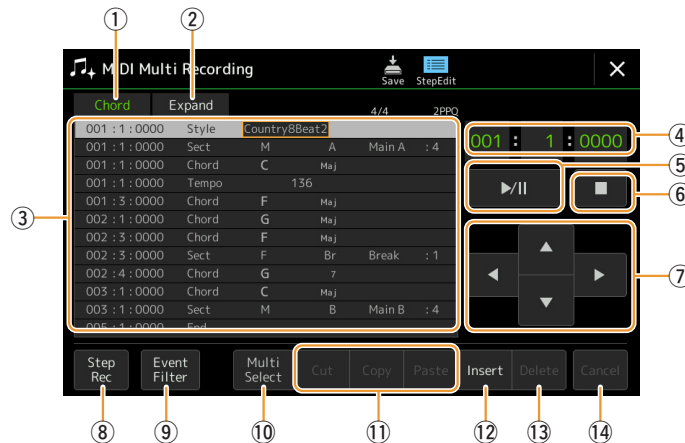 ① ②
MIDI Multi Recording Save StepEdit ×
Chord Expand 4/4 2PPQ
001 : 1 : 0000 Style Country8Beat2
001 : 1 : 0000 Sect M A Main A : 4
001 : 1 : 0000 Chord C Maj
001 : 1 : 0000 Tempo 136
001 : 3 : 0000 Chord F Maj
002 : 1 : 0000 Chord G Maj
002 : 3 : 0000 Chord F Maj
002 : 3 : 0000 Sect F Br Break : 1
002 : 4 : 0000 Chord G 7
003 : 1 : 0000 Chord C Maj
003 : 1 : 0000 Sect M B Main B : 4
005 : 1 : 0000 End
③
001 : 1 : 0000 ④
⑤
⑥
⑦
Step Rec
Event Filter
Multi Select
Cut Copy Paste Insert Delete Cancel
⑧ ⑨ ⑩ ⑪ ⑫ ⑬ ⑭